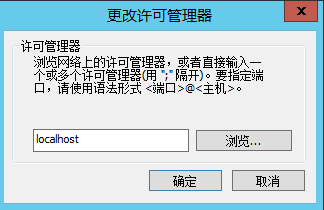 更改许可管理器
许可管理器
浏览网络上的许可管理器，或者直接输入一
个或多个许可管理器(用 ";" 隔开)。要指定端
口，请使用语法形式 <端口>@<主机>。
localhost
浏览...
确定
取消